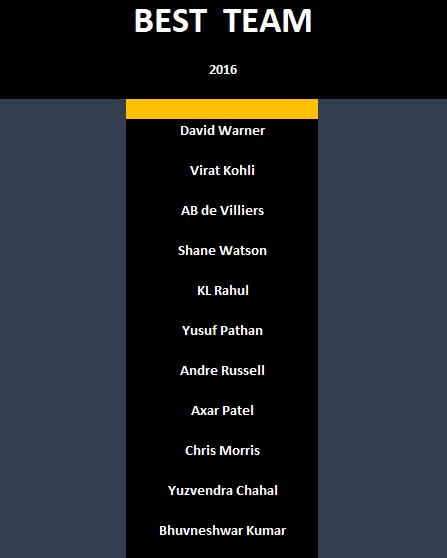 BEST TEAM
2016
David Warner
Virat Kohli
AB de Villiers
Shane Watson
KL Rahul
Yusuf Pathan
Andre Russell
Axar Patel
Chris Morris
Yuzvendra Chahal
Bhuvneshwar Kumar